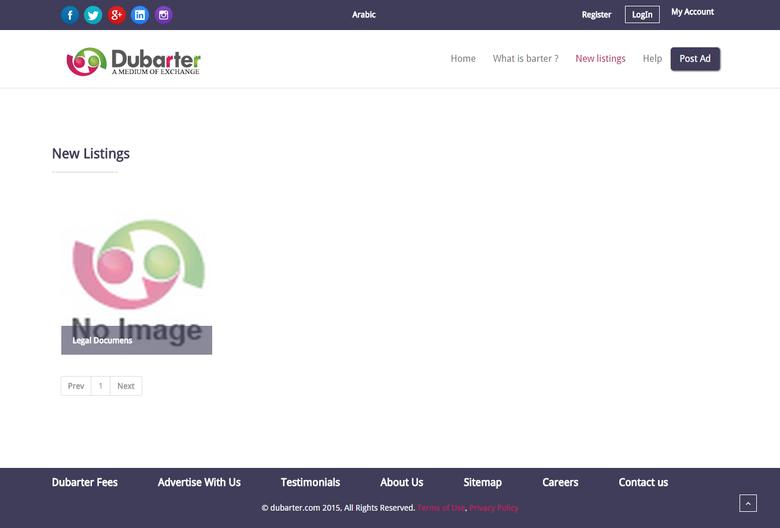 Arabic
Register
LogIn
My Account
Dubarter
A MEDIUM OF EXCHANGE
Home
What is barter ?
New listings
Help
Post Ad
New Listings
No Image
Legal Documens
Prev
1
Next
Dubarter Fees
Advertise With Us
Testimonials
About Us
Sitemap
Careers
Contact us
© dubarter.com 2015, All Rights Reserved. Terms of Use, Privacy Policy